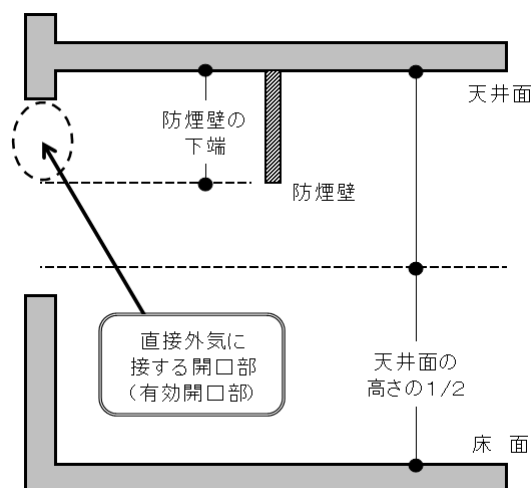 天井面
防煙壁の
下端
防煙壁
直接外気に
接する開口部
(有効開口部)
天井面の
高さの1/2
床 面